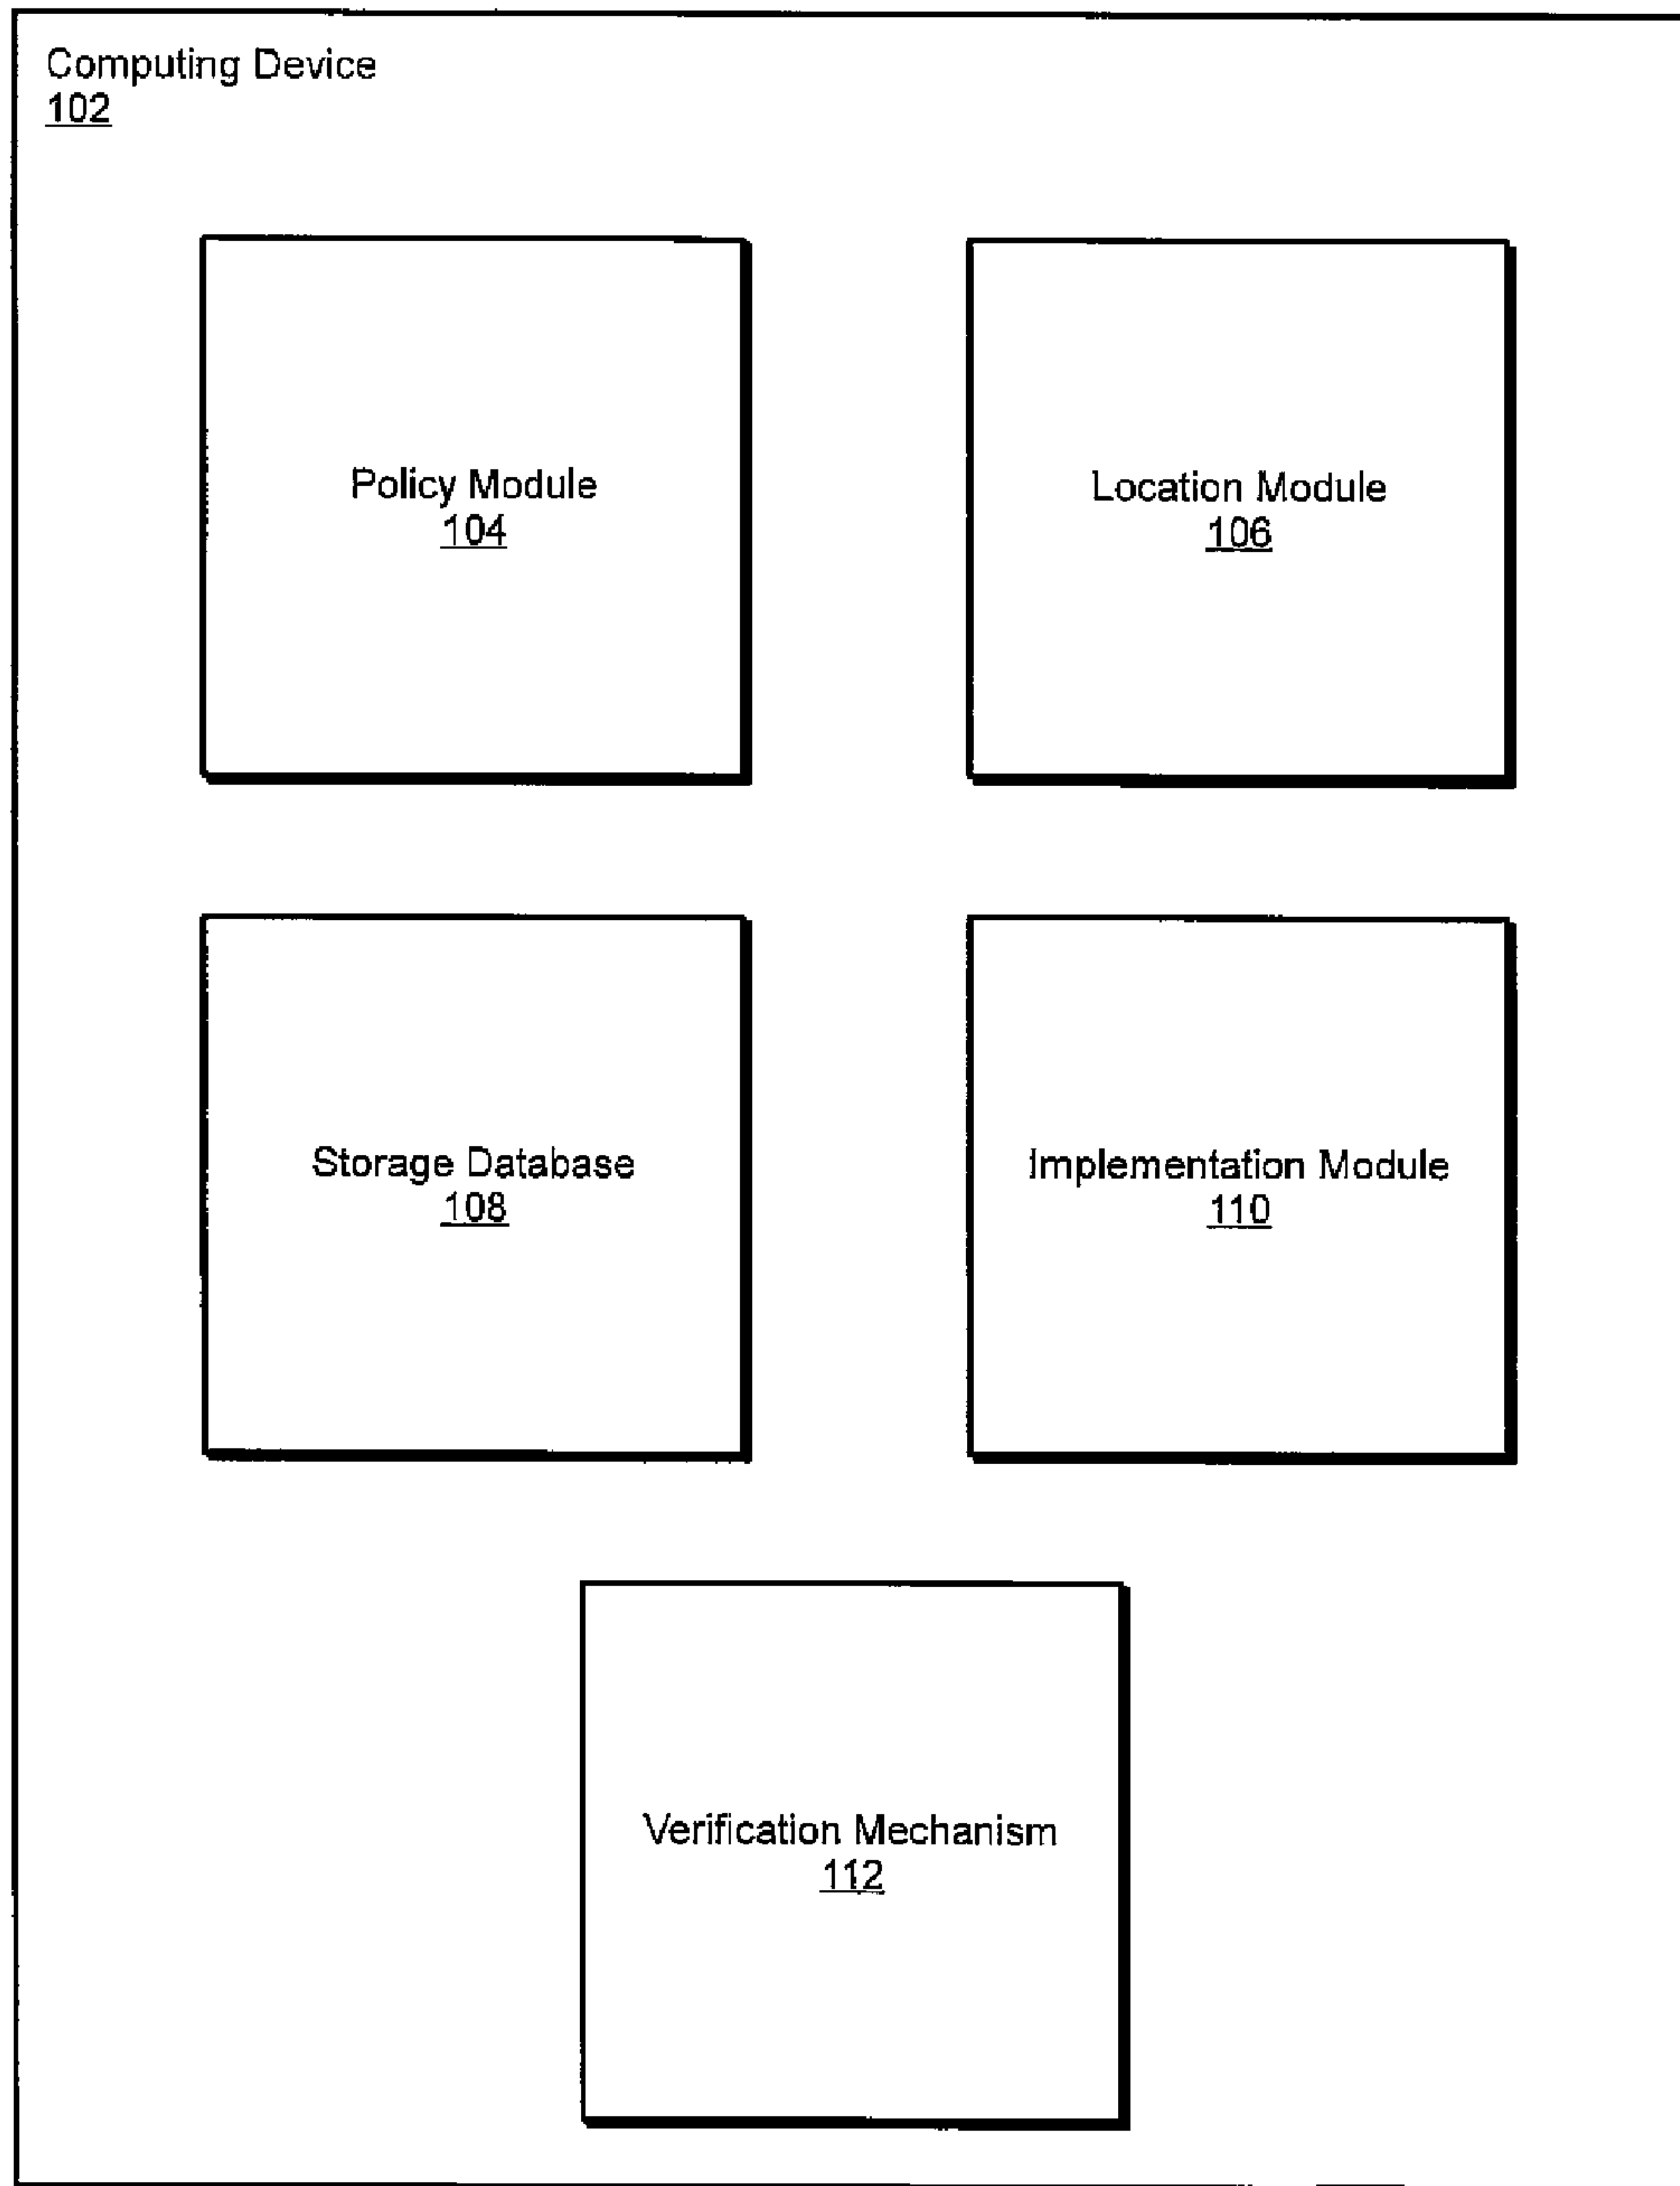 Computing Device
102
Policy Module
104
Location Module
106
Storage Database
108
Implementation Module
110
Verification Mechanism
112